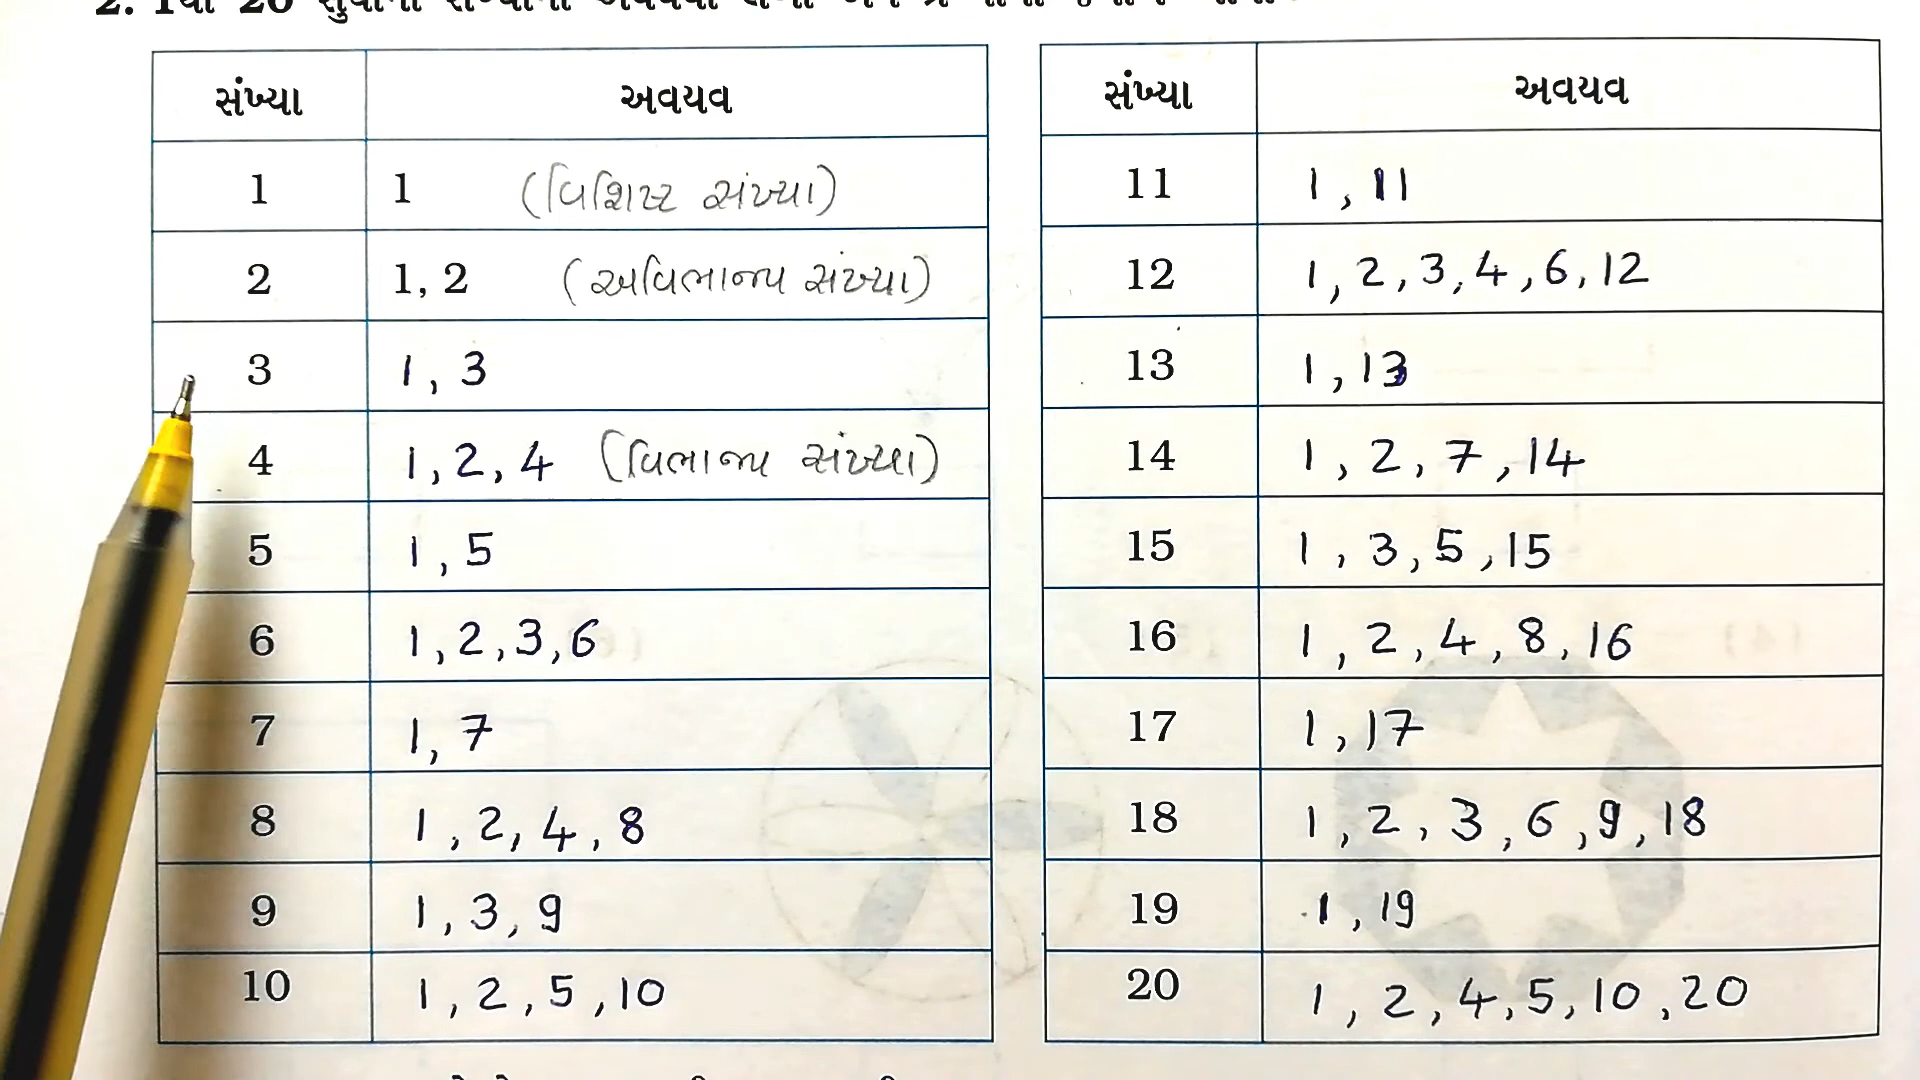 2. 1થી 20 સુધીની સંખ્યાના અવયવો
સંખ્યા અવયવ
1 1 (વિશિષ્ટ સંખ્યા)
2 1, 2 (અવિભાજ્ય સંખ્યા)
3 1, 3
4 1, 2, 4 (વિભાજ્ય સંખ્યા)
5 1, 5
6 1, 2, 3, 6
7 1, 7
8 1, 2, 4, 8
9 1, 3, 9
10 1, 2, 5, 10
સંખ્યા અવયવ
11 1, 11
12 1, 2, 3, 4, 6, 12
13 1, 13
14 1, 2, 7, 14
15 1, 3, 5, 15
16 1, 2, 4, 8, 16
17 1, 17
18 1, 2, 3, 6, 9, 18
19 1, 19
20 1, 2, 4, 5, 10, 20